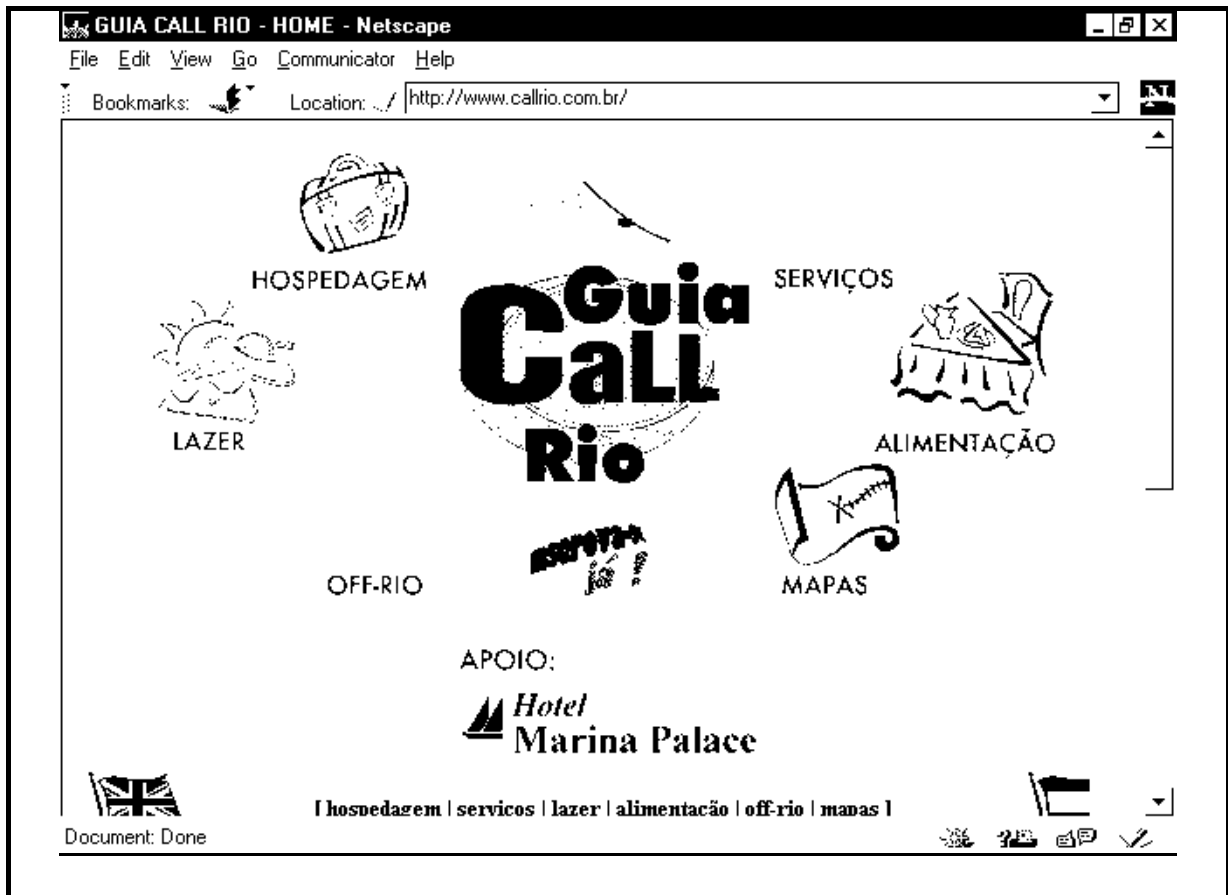 GUIA CALL RIO - HOME - Netscape
File Edit View Go Communicator Help
Bookmarks: Location: http://www.callrio.com.br/
N
HOSPEDAGEM
SERVIÇOS
Guia
CaLL
Rio
LAZER
ALIMENTAÇÃO
OFF-RIO
MAPAS
APOIO:
Hotel
Marina Palace
[ hospedagem | servicos | lazer | alimentacão | off-rio | mapas ]
Document: Done